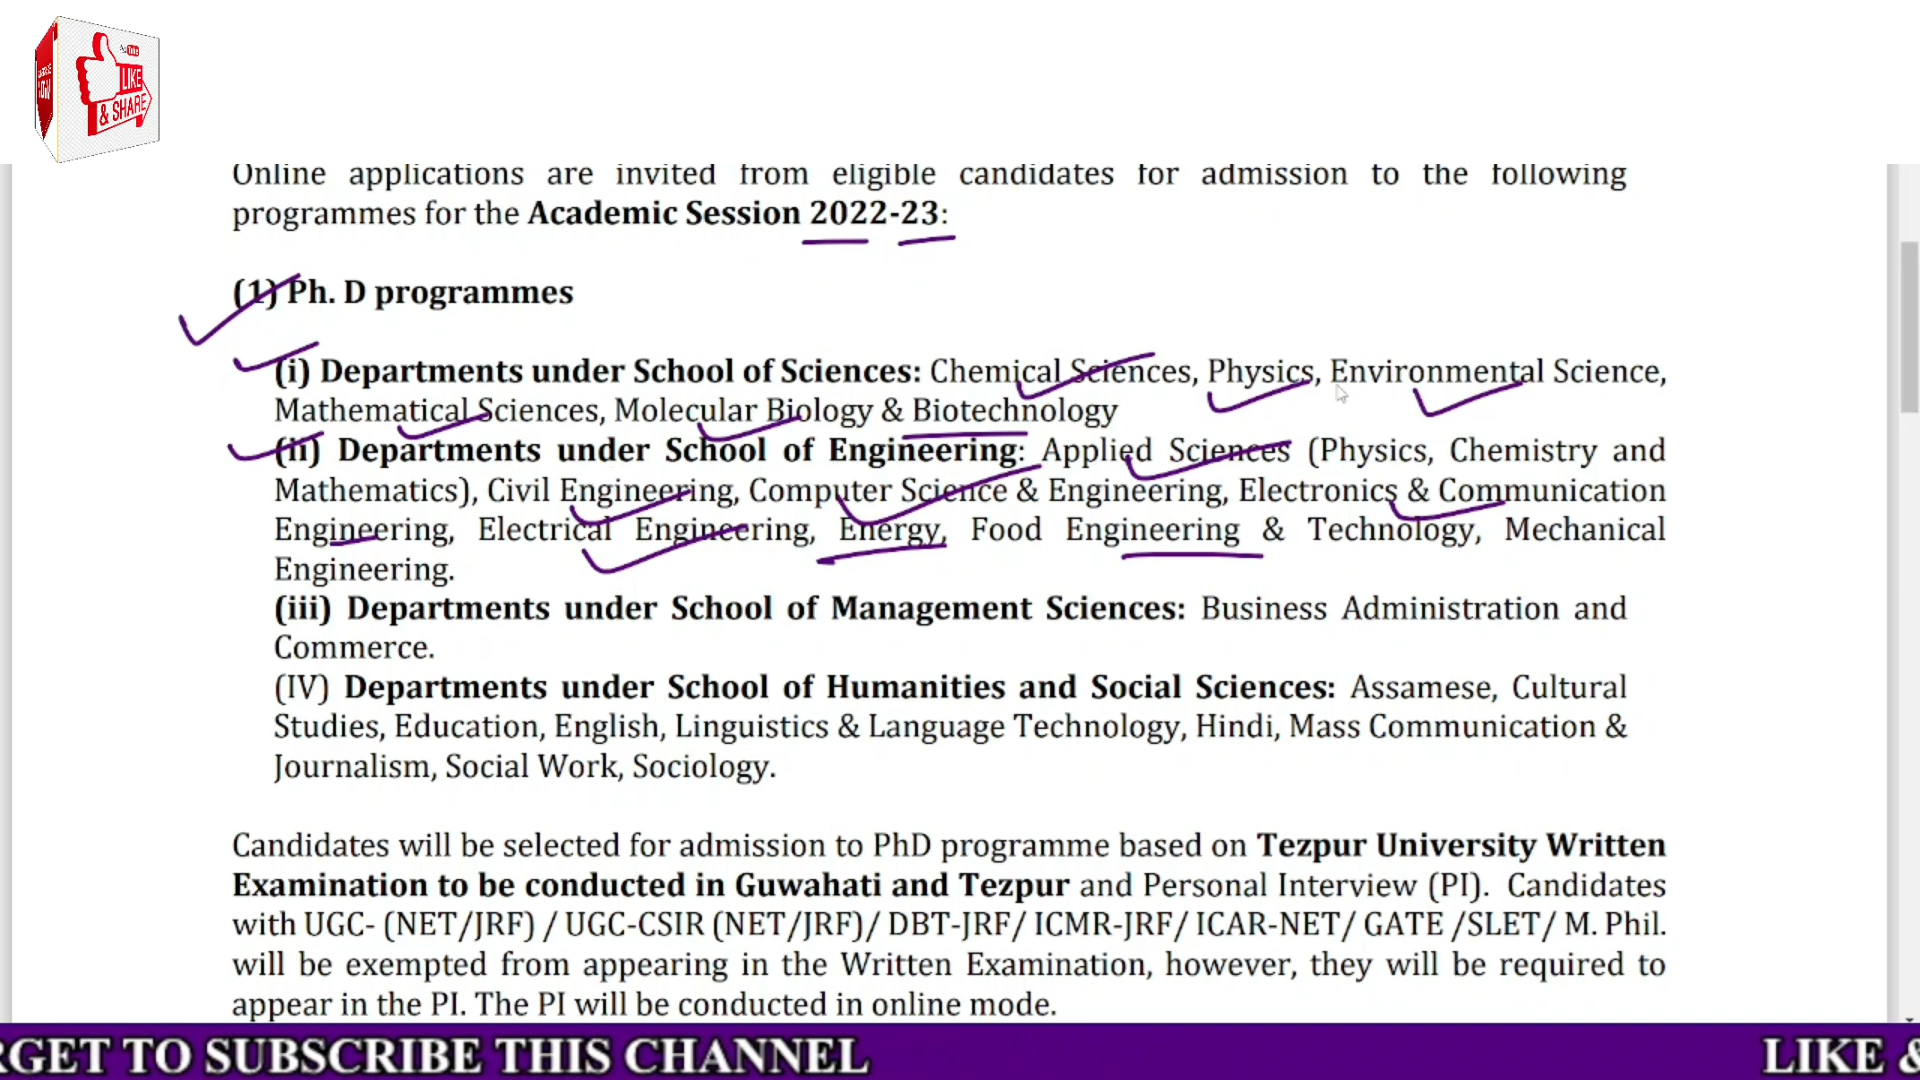 LIKE
& SHARE
Online applications are invited from eligible candidates for admission to the following
programmes for the Academic Session 2022-23:
(1) Ph. D programmes
(i) Departments under School of Sciences: Chemical Sciences, Physics, Environmental Science,
Mathematical Sciences, Molecular Biology & Biotechnology
(ii) Departments under School of Engineering: Applied Sciences (Physics, Chemistry and
Mathematics), Civil Engineering, Computer Science & Engineering, Electronics & Communication
Engineering, Electrical Engineering, Energy, Food Engineering & Technology, Mechanical
Engineering.
(iii) Departments under School of Management Sciences: Business Administration and
Commerce.
(IV) Departments under School of Humanities and Social Sciences: Assamese, Cultural
Studies, Education, English, Linguistics & Language Technology, Hindi, Mass Communication &
Journalism, Social Work, Sociology.
Candidates will be selected for admission to PhD programme based on Tezpur University Written
Examination to be conducted in Guwahati and Tezpur and Personal Interview (PI). Candidates
with UGC- (NET/JRF) / UGC-CSIR (NET/JRF)/ DBT-JRF/ ICMR-JRF/ ICAR-NET/ GATE /SLET/ M. Phil.
will be exempted from appearing in the Written Examination, however, they will be required to
appear in the PI. The PI will be conducted in online mode.
RGET TO SUBSCRIBE THIS CHANNEL LIKE &